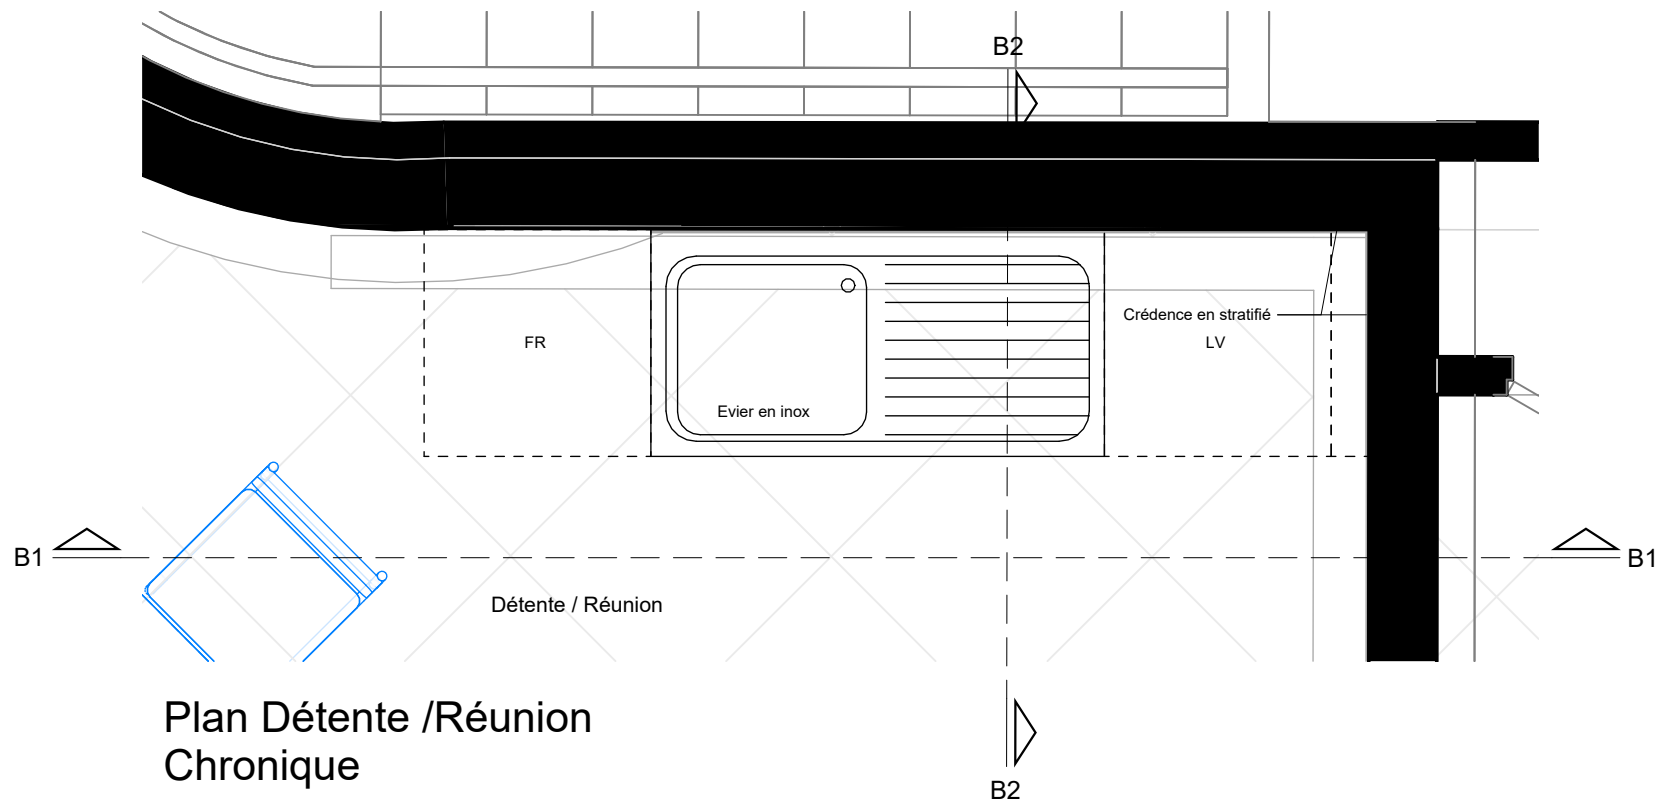 B2
Crédence en stratifié
FR
LV
Evier en inox
B1
B1
Détente / Réunion
Plan Détente /Réunion
Chronique
B2